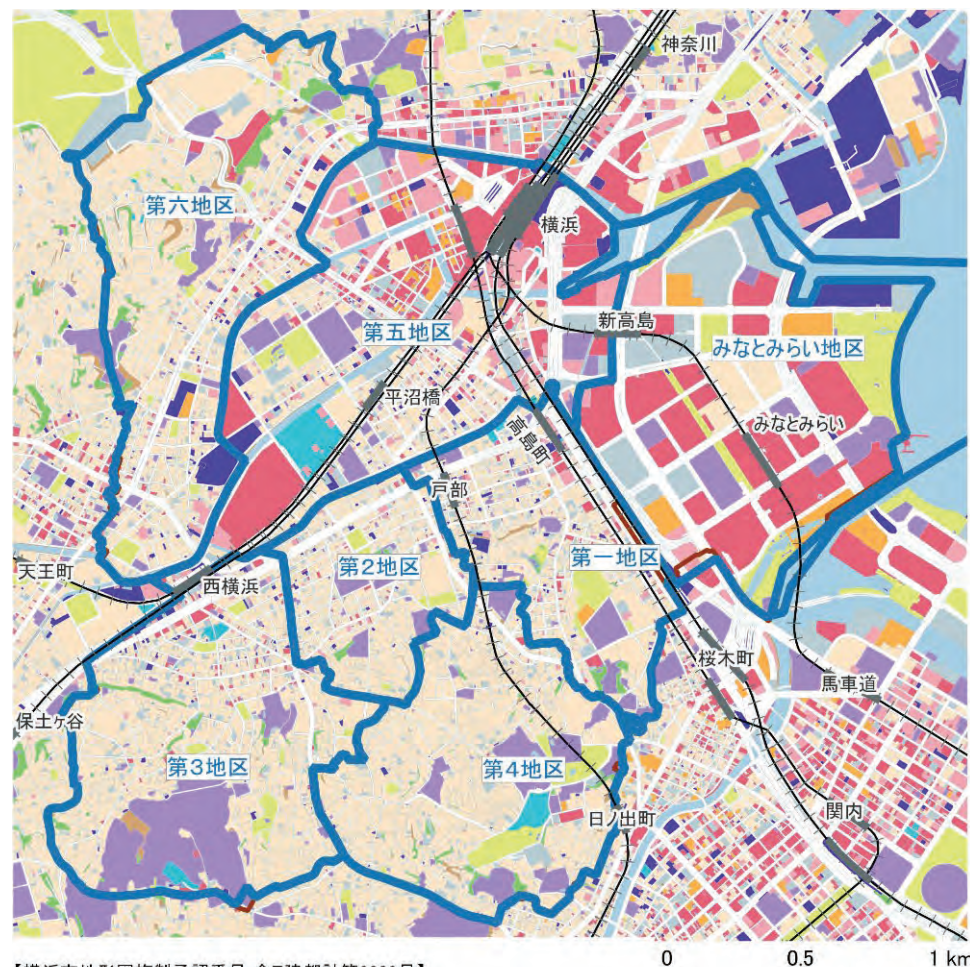 神奈川
第六地区
横浜
新高島
第五地区
みなとみらい地区
平沼橋
みなとみらい
高島町
戸部
第一地区
天王町
第2地区
西横浜
桜木町
馬車道
保土ヶ谷
第3地区
第4地区
日ノ出町
関内
0 0.5 1 km